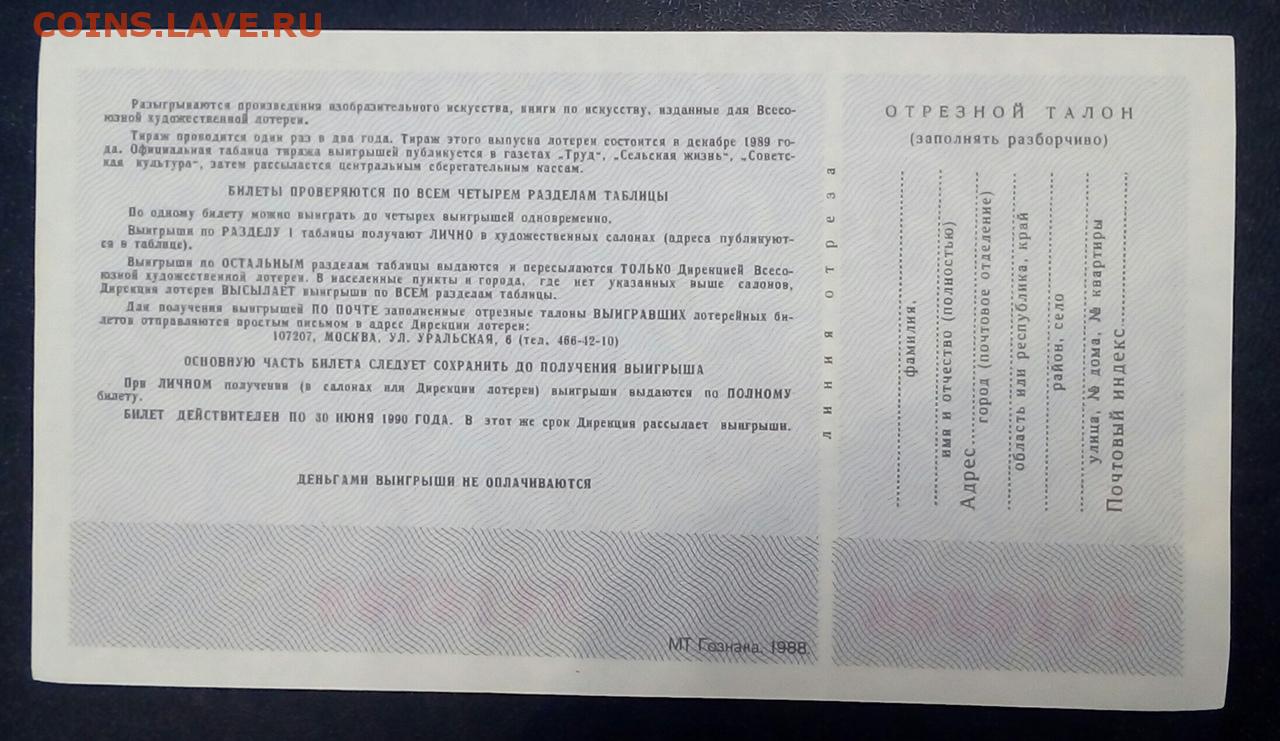 COINS.LAVE.RU
Разыгрываются произведения изобразительного искусства, книги по искусству, изданные для Всесо-
юзной художественной лотереи.
Тираж проводится один раз в два года. Тираж этого выпуска лотереи состоится в декабре 1989 го-
да. Официальная таблица тиража выигрышей публикуется в газетах „Труд“, „Сельская жизнь“, „Советс-
кая культура“, затем рассылается центральным сберегательным кассам.
БИЛЕТЫ ПРОВЕРЯЮТСЯ ПО ВСЕМ ЧЕТЫРЕМ РАЗДЕЛАМ ТАБЛИЦЫ
По одному билету можно выиграть до четырех выигрышей одновременно.
Выигрыши по РАЗДЕЛУ I таблицы получают ЛИЧНО в художественных салонах (адреса публикуют-
ся в таблице).
Выигрыши по ОСТАЛЬНЫМ разделам таблицы выдаются и пересылаются ТОЛЬКО Дирекцией Всесо-
юзной художественной лотереи. В населенные пункты и города, где нет указанных выше салонов,
Дирекция лотереи ВЫСЫЛАЕТ выигрыши по ВСЕМ разделам таблицы.
Для получения выигрышей ПО ПОЧТЕ заполненные отрезные талоны ВЫИГРАВШИХ лотерейных би-
летов отправляются простым письмом в адрес Дирекции лотереи:
107207, МОСКВА, УЛ. УРАЛЬСКАЯ, 6 (тел. 466-42-10)
ОСНОВНУЮ ЧАСТЬ БИЛЕТА СЛЕДУЕТ СОХРАНИТЬ ДО ПОЛУЧЕНИЯ ВЫИГРЫША
При ЛИЧНОМ получении (в салонах или Дирекции лотереи) выигрыши выдаются по ПОЛНОМУ
билету.
БИЛЕТ ДЕЙСТВИТЕЛЕН ПО 30 ИЮНЯ 1990 ГОДА. В этот же срок Дирекция рассылает выигрыши.
ДЕНЬГАМИ ВЫИГРЫШИ НЕ ОПЛАЧИВАЮТСЯ
МТ Гознака. 1988.
линия отреза
ОТРЕЗНОЙ ТАЛОН
(заполнять разборчиво)
фамилия,
имя и отчество (полностью)
Адрес
город (почтовое отделение)
область или республика, край
район, село
улица, № дома, № квартиры
Почтовый индекс